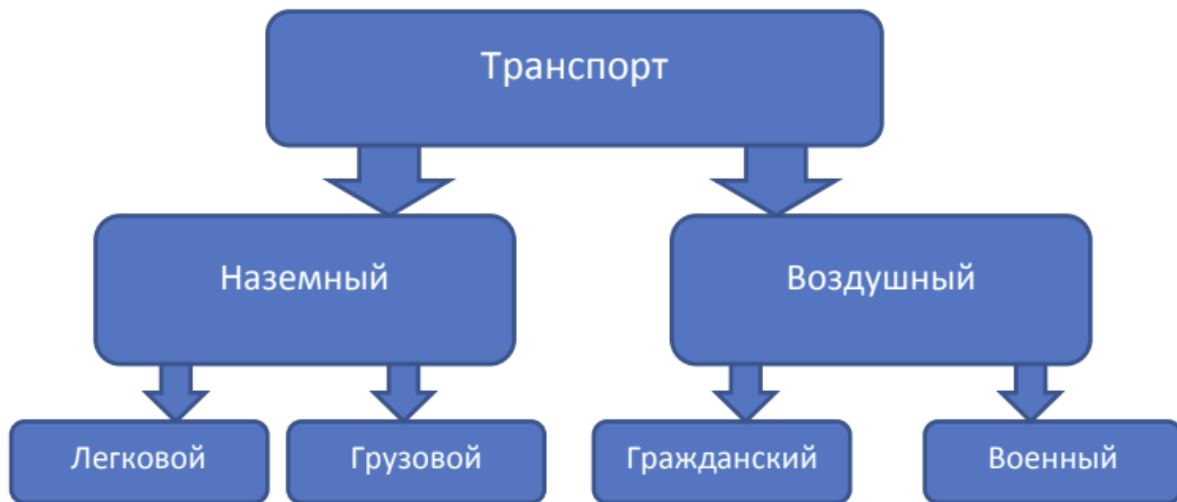 Транспорт
Наземный
Воздушный
Легковой
Грузовой
Гражданский
Военный